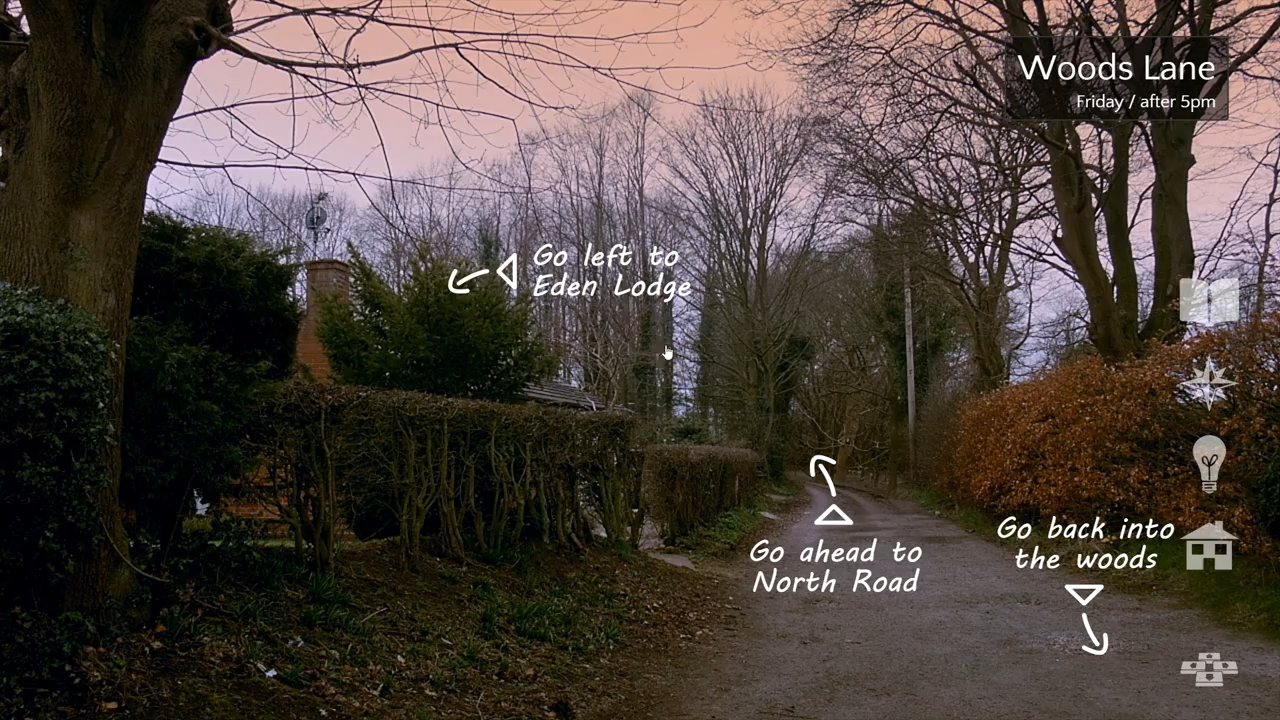 Woods Lane
Friday / after 5pm
Go left to
Eden Lodge
Go ahead to
North Road
Go back into
the woods